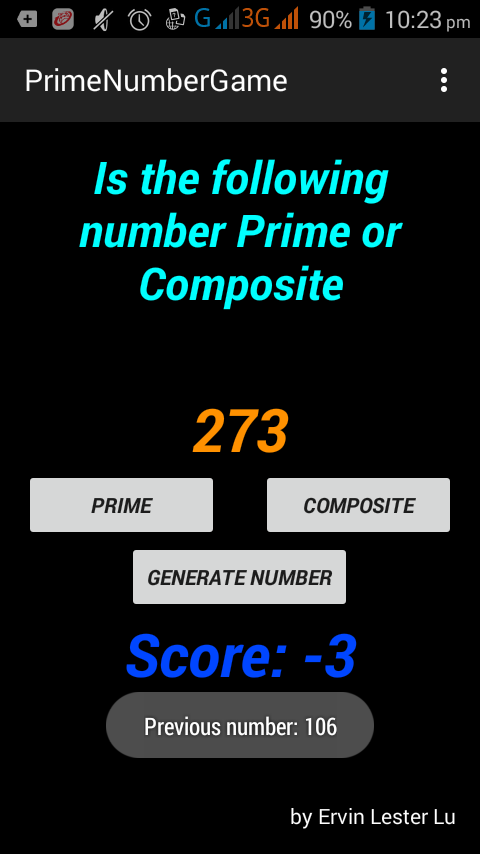 G 3G 90% 10:23 pm
PrimeNumberGame
Is the following
number Prime or
Composite
273
PRIME COMPOSITE
GENERATE NUMBER
Score: -3
Previous number: 106
by Ervin Lester Lu